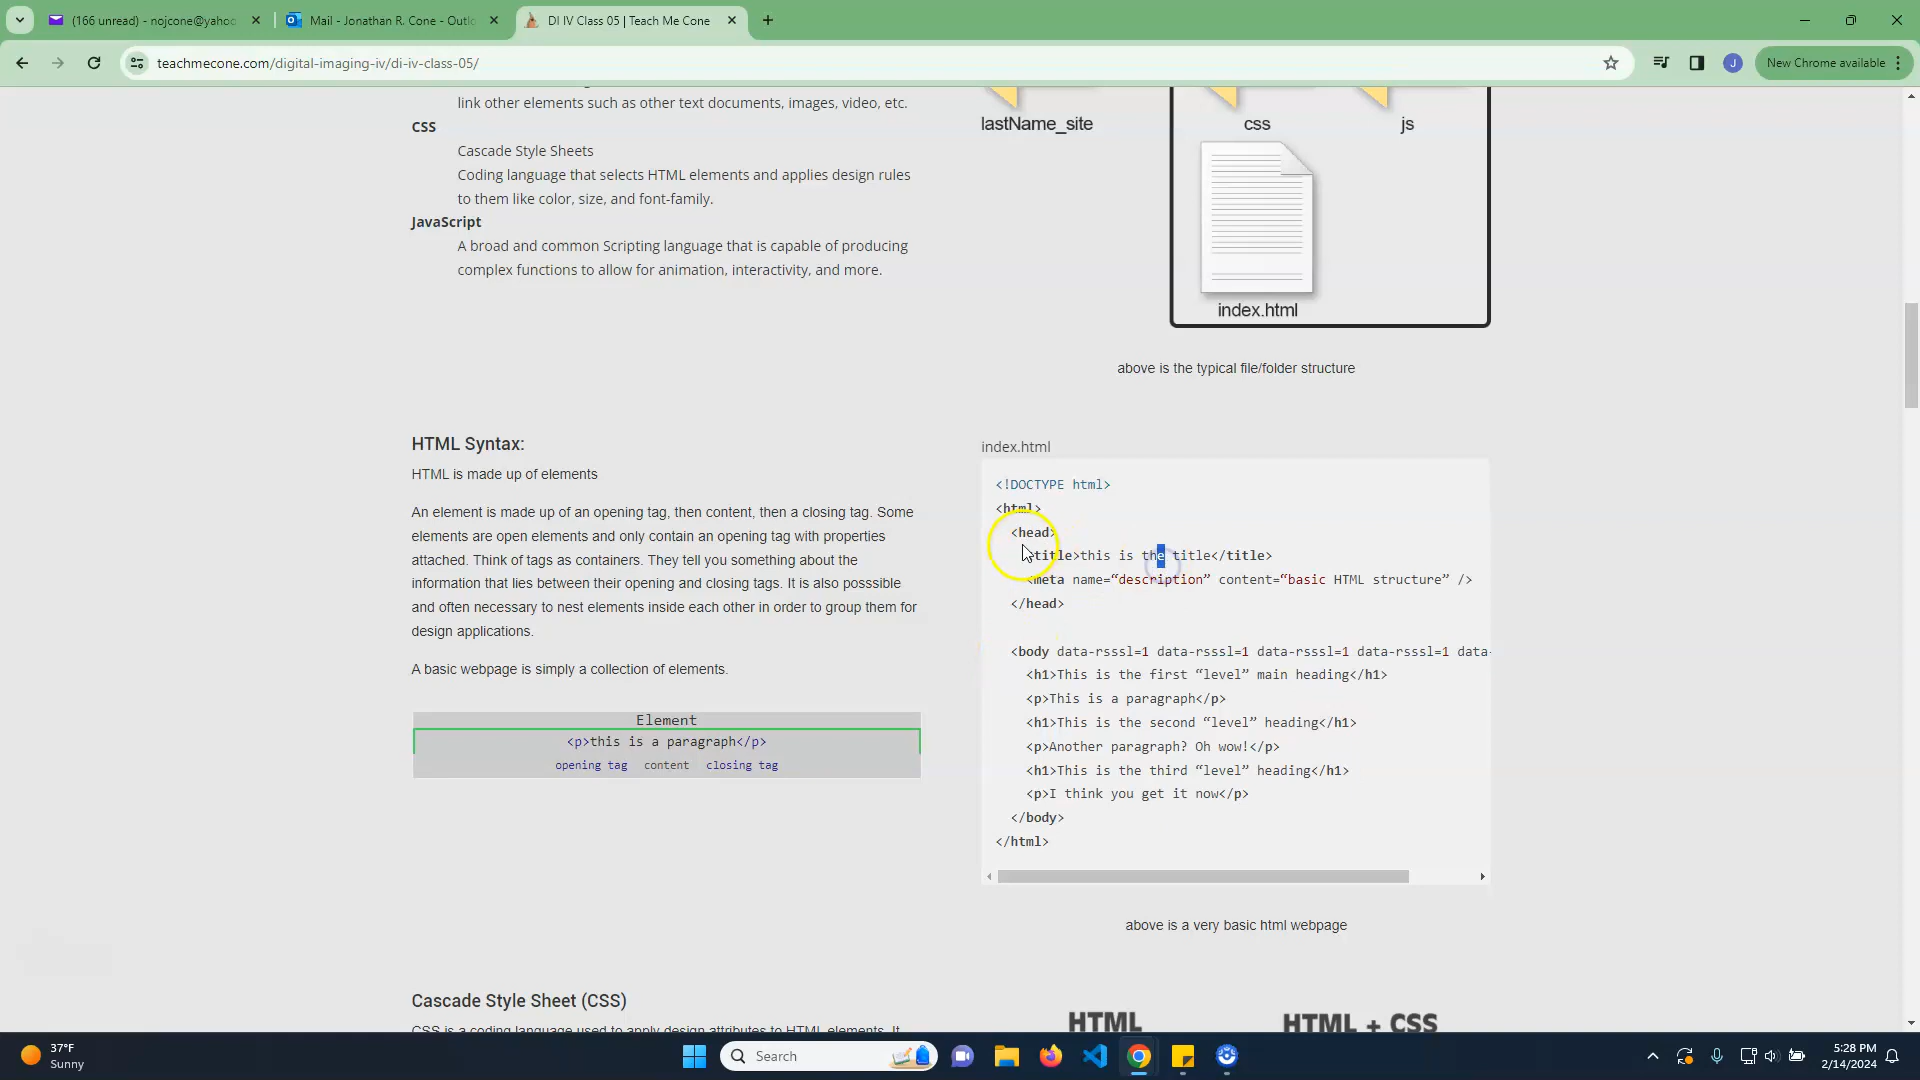 (166 unread) - nojcone@yahoo
Mail - Jonathan R. Cone - Outlo
DI IV Class 05 | Teach Me Cone
teachmecone.com/digital-imaging-iv/di-iv-class-05/
J
New Chrome available
link other elements such as other text documents, images, video, etc.
CSS
Cascade Style Sheets
Coding language that selects HTML elements and applies design rules
to them like color, size, and font-family.
JavaScript
A broad and common Scripting language that is capable of producing
complex functions to allow for animation, interactivity, and more.
lastName_site
css
js
index.html
above is the typical file/folder structure
HTML Syntax:
HTML is made up of elements
An element is made up of an opening tag, then content, then a closing tag. Some
elements are open elements and only contain an opening tag with properties
attached. Think of tags as containers. They tell you something about the
information that lies between their opening and closing tags. It is also posssible
and often necessary to nest elements inside each other in order to group them for
design applications.
A basic webpage is simply a collection of elements.
Element
<p>this is a paragraph</p>
opening tag content closing tag
index.html
<!DOCTYPE html>
<html>
<head>
<title>this is the title</title>
<meta name=“description” content=“basic HTML structure” />
</head>
<body data-rsssl=1 data-rsssl=1 data-rsssl=1 data-rsssl=1 data-
<h1>This is the first “level” main heading</h1>
<p>This is a paragraph</p>
<h1>This is the second “level” heading</h1>
<p>Another paragraph? Oh wow!</p>
<h1>This is the third “level” heading</h1>
<p>I think you get it now</p>
</body>
</html>
above is a very basic html webpage
Cascade Style Sheet (CSS)
CSS is a coding language used to apply design attributes to HTML elements. It
HTML
HTML + CSS
37°F
Sunny
Search
5:28 PM
2/14/2024